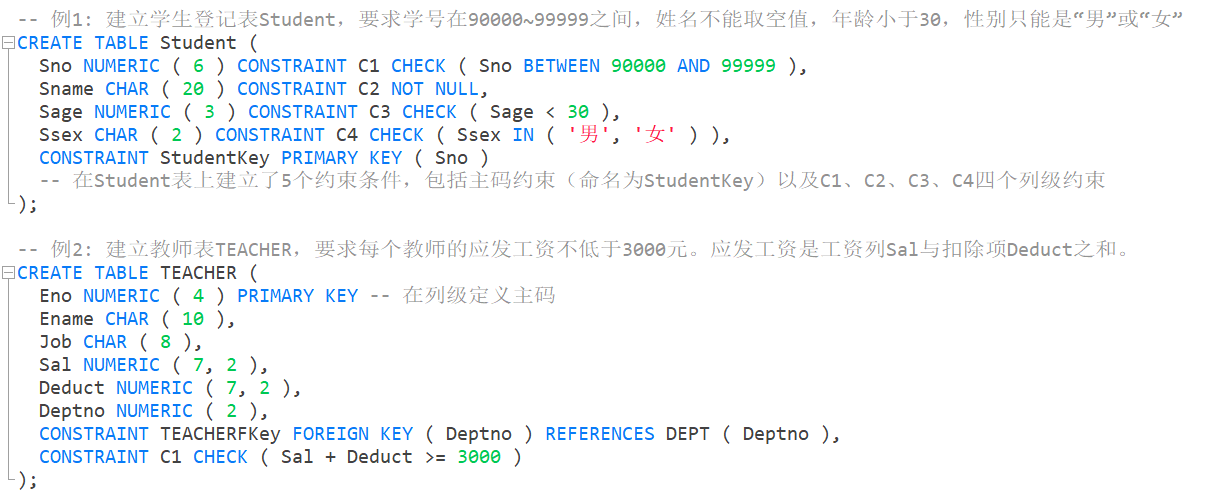 -- 例1: 建立学生登记表Student，要求学号在90000~99999之间，姓名不能取空值，年龄小于30，性别只能是“男”或“女”
CREATE TABLE Student (
  Sno NUMERIC ( 6 ) CONSTRAINT C1 CHECK ( Sno BETWEEN 90000 AND 99999 ),
  Sname CHAR ( 20 ) CONSTRAINT C2 NOT NULL,
  Sage NUMERIC ( 3 ) CONSTRAINT C3 CHECK ( Sage < 30 ),
  Ssex CHAR ( 2 ) CONSTRAINT C4 CHECK ( Ssex IN ( '男', '女' ) ),
  CONSTRAINT StudentKey PRIMARY KEY ( Sno )
  -- 在Student表上建立了5个约束条件，包括主码约束（命名为StudentKey）以及C1、C2、C3、C4四个列级约束
);
-- 例2: 建立教师表TEACHER，要求每个教师的应发工资不低于3000元。应发工资是工资列Sal与扣除项Deduct之和。
CREATE TABLE TEACHER (
  Eno NUMERIC ( 4 ) PRIMARY KEY -- 在列级定义主码
  Ename CHAR ( 10 ),
  Job CHAR ( 8 ),
  Sal NUMERIC ( 7, 2 ),
  Deduct NUMERIC ( 7, 2 ),
  Deptno NUMERIC ( 2 ),
  CONSTRAINT TEACHERFKey FOREIGN KEY ( Deptno ) REFERENCES DEPT ( Deptno ),
  CONSTRAINT C1 CHECK ( Sal + Deduct >= 3000 )
);